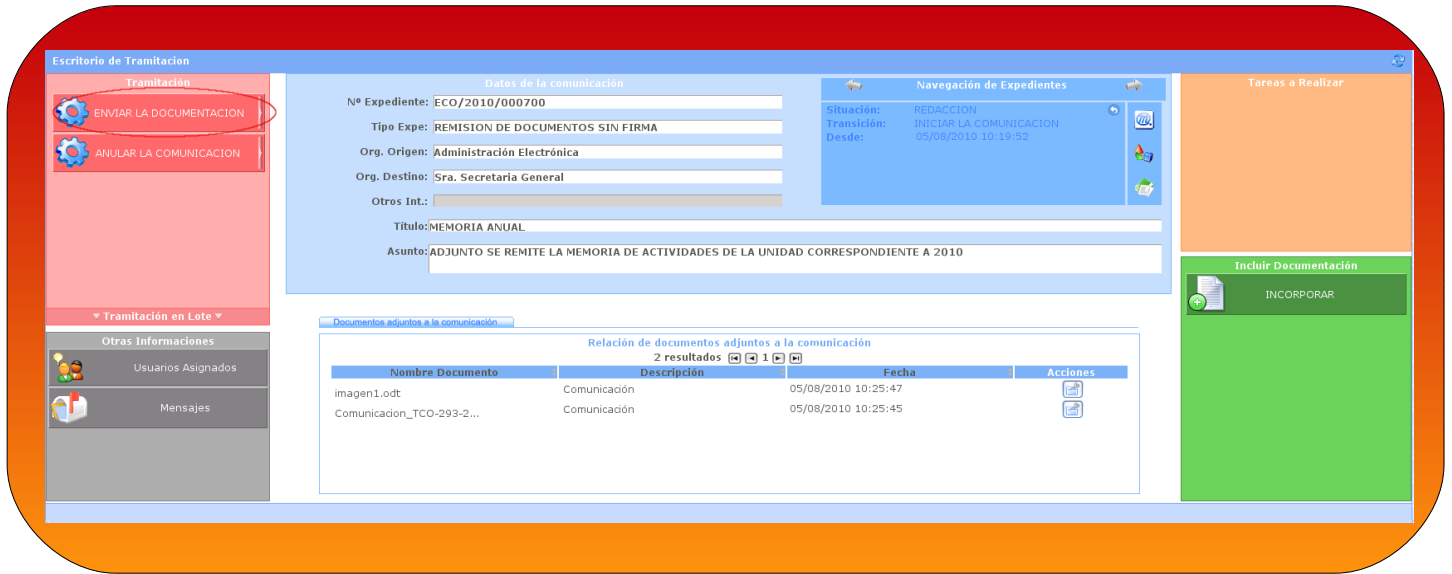 Escritorio de Tramitacion
Tramitación
ENVIAR LA DOCUMENTACION
ANULAR LA COMUNICACION
▼ Tramitación en Lote ▼
Otras Informaciones
Usuarios Asignados
Mensajes
Datos de la comunicación
Nº Expediente: ECO/2010/000700
Tipo Expe: REMISION DE DOCUMENTOS SIN FIRMA
Org. Origen: Administración Electrónica
Org. Destino: Sra. Secretaria General
Otros Int.:
Título: MEMORIA ANUAL
Asunto: ADJUNTO SE REMITE LA MEMORIA DE ACTIVIDADES DE LA UNIDAD CORRESPONDIENTE A 2010
Navegación de Expedientes
Situación: REDACCION
Transición: INICIAR LA COMUNICACION
Desde: 05/08/2010 10:19:52
Documentos adjuntos a la comunicación
Relación de documentos adjuntos a la comunicación
2 resultados 1
Nombre Documento Descripción Fecha Acciones
imagen1.odt Comunicación 05/08/2010 10:25:47
Comunicacion_TCO-293-2... Comunicación 05/08/2010 10:25:45
Tareas a Realizar
Incluir Documentación
INCORPORAR